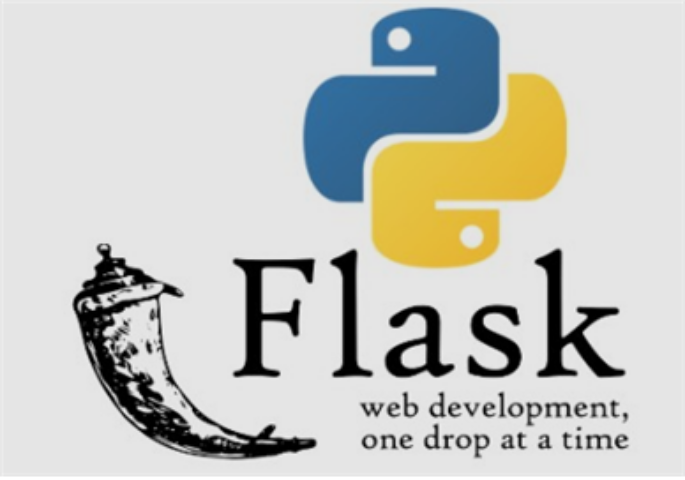 Flask
web development,
one drop at a time